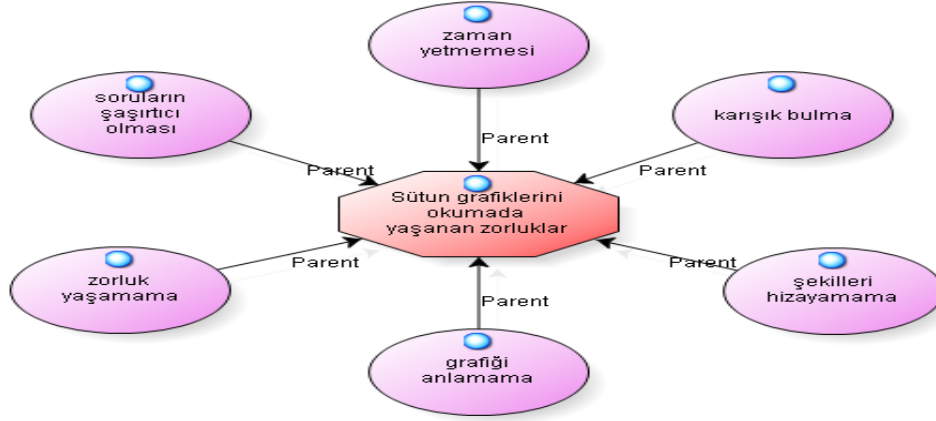 zaman
yetmemesi
soruların
şaşırtıcı
olması
karışık bulma
Parent
Parent
Parent
Sütun grafiklerini
okumada
yaşanan zorluklar
zorluk
yaşamama
Parent
Parent
şekilleri
hizayamama
Parent
grafiği
anlamama